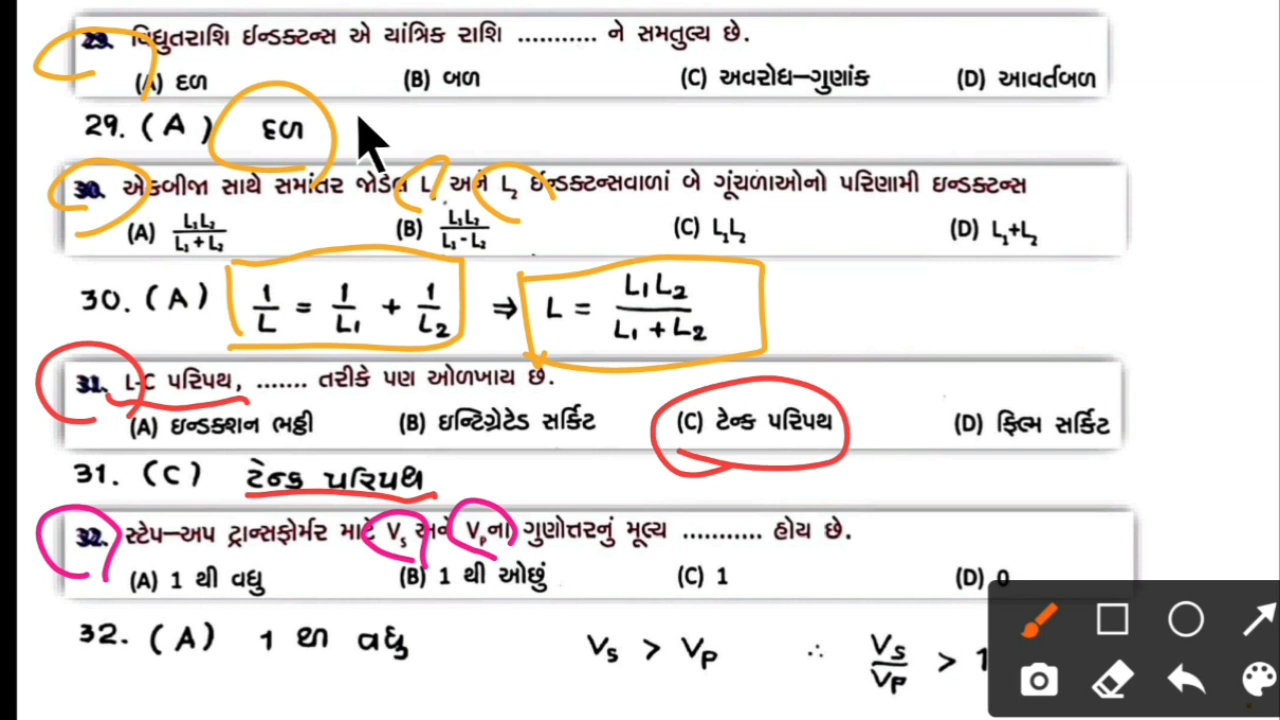 29. વિદ્યુતરાશિ ઈન્ડક્ટન્સ એ યાંત્રિક રાશિ ........... ને સમતુલ્ય છે.
(A) દળ (B) બળ (C) અવરોધ–ગુણાંક (D) આવર્તબળ
29. (A) દળ
30. એકબીજા સાથે સમાંતર જોડેલ L₁ અને L₂ ઈન્ડક્ટન્સવાળાં બે ગૂંચળાઓનો પરિણામી ઇન્ડક્ટન્સ
(A) L₁L₂/L₁+L₂ (B) L₁L₂/L₁-L₂ (C) L₁L₂ (D) L₁+L₂
30. (A) 1/L = 1/L₁ + 1/L₂ ⇒ L = L₁L₂/L₁+L₂
31. L-C પરિપથ, ....... તરીકે પણ ઓળખાય છે.
(A) ઇન્ડક્શન ભઠ્ઠી (B) ઇન્ટિગ્રેટેડ સર્કિટ (C) ટેન્ક પરિપથ (D) ફિલ્મ સર્કિટ
31. (C) ટેન્ક પરિપથ
32. સ્ટેપ–અપ ટ્રાન્સફોર્મર માટે Vₛ અને Vₚના ગુણોત્તરનું મૂલ્ય ........... હોય છે.
(A) 1 થી વધુ (B) 1 થી ઓછું (C) 1 (D) 0
32. (A) 1 થી વધુ Vₛ > Vₚ ∴ Vₛ/Vₚ > 1